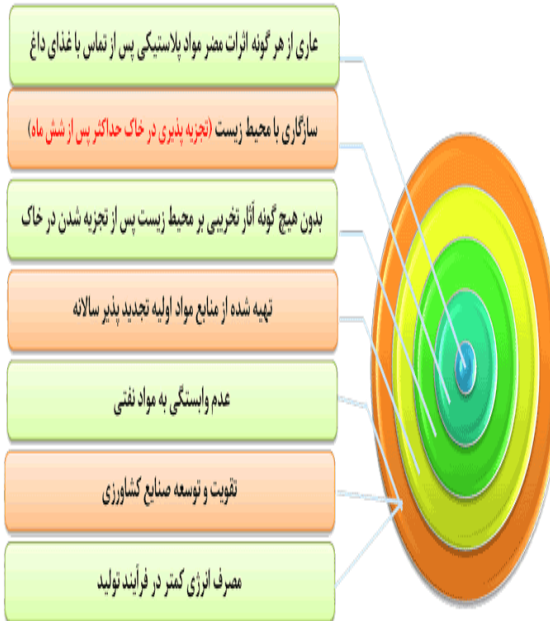 عاری از هر گونه اثرات مضر مواد پلاستیکی پس از تماس با غذای داغ
سازگاری با محیط زیست (تجزیه پذیری در خاک حداکثر پس از شش ماه)
بدون هیچ گونه آثار تخریبی بر محیط زیست پس از تجزیه شدن در خاک
تهیه شده از منابع مواد اولیه تجدید پذیر سالانه
عدم وابستگی به مواد نفتی
تقویت و توسعه صنایع کشاورزی
مصرف انرژی کمتر در فرآیند تولید